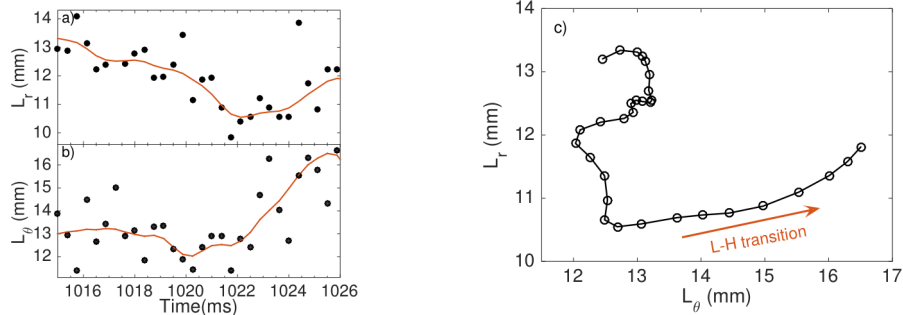 a)
14
13
12
11
10
L_r (mm)
b)
16
15
14
13
12
L_θ (mm)
1016 1018 1020 1022 1024 1026
Time(ms)
c)
14
13
12
11
10
L_r (mm)
L-H transition
12 13 14 15 16 17
L_θ (mm)